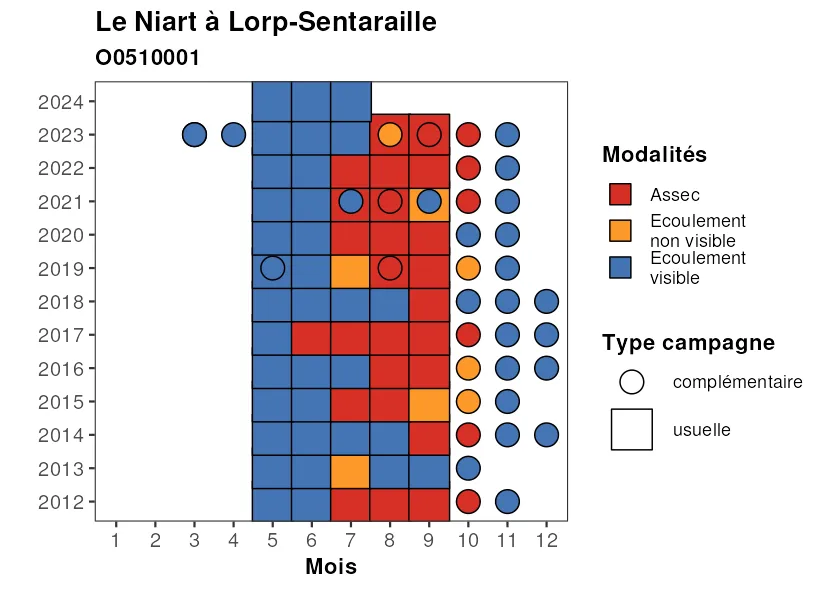 Le Niart à Lorp-Sentaraille
O0510001
2024
2023
2022
2021
2020
2019
2018
2017
2016
2015
2014
2013
2012
1 2 3 4 5 6 7 8 9 10 11 12
Mois
Modalités
Assec
Ecoulement
non visible
Ecoulement
visible
Type campagne
complémentaire
usuelle